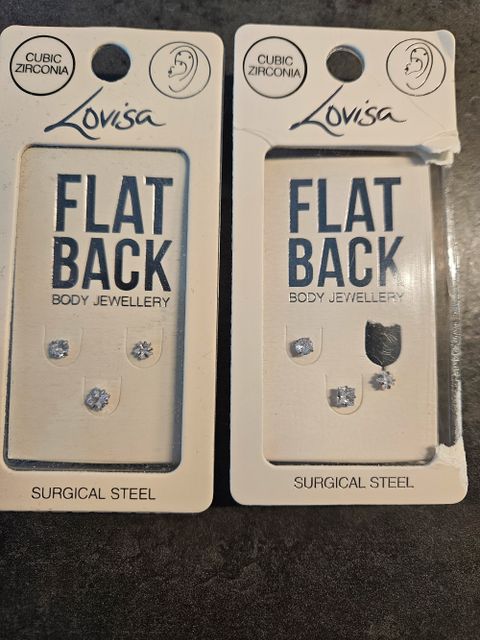 CUBIC
ZIRCONIA
Lovisa
FLAT
BACK
BODY JEWELLERY
SURGICAL STEEL
CUBIC
ZIRCONIA
Lovisa
FLAT
BACK
BODY JEWELLERY
SURGICAL STEEL